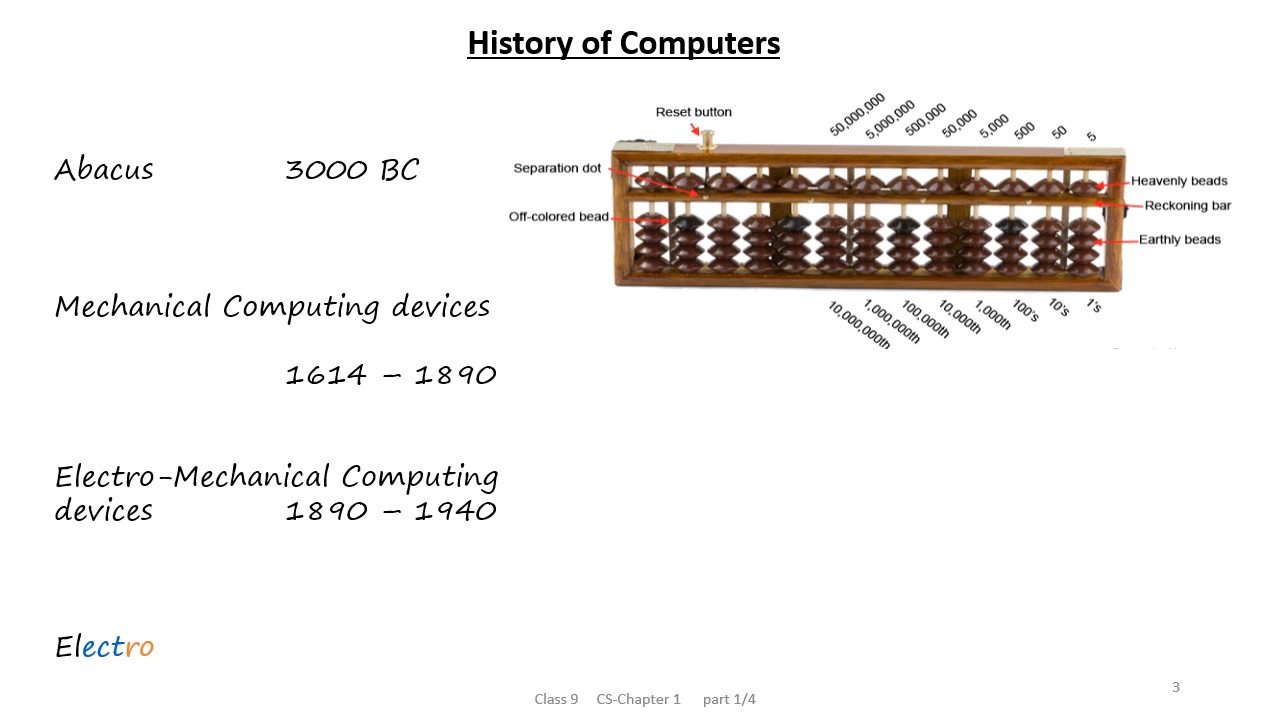 History of Computers
Reset button
50,000,000
5,000,000
500,000
50,000
5,000
500
50
5
Abacus 3000 BC
Separation dot
Heavenly beads
Reckoning bar
Off-colored bead
Earthly beads
Mechanical Computing devices
10,000,000th
1,000,000th
100,000th
10,000th
1,000th
100's
10's
1's
1614 – 1890
Electro-Mechanical Computing
devices 1890 – 1940
Electro
Class 9 CS-Chapter 1 part 1/4
3